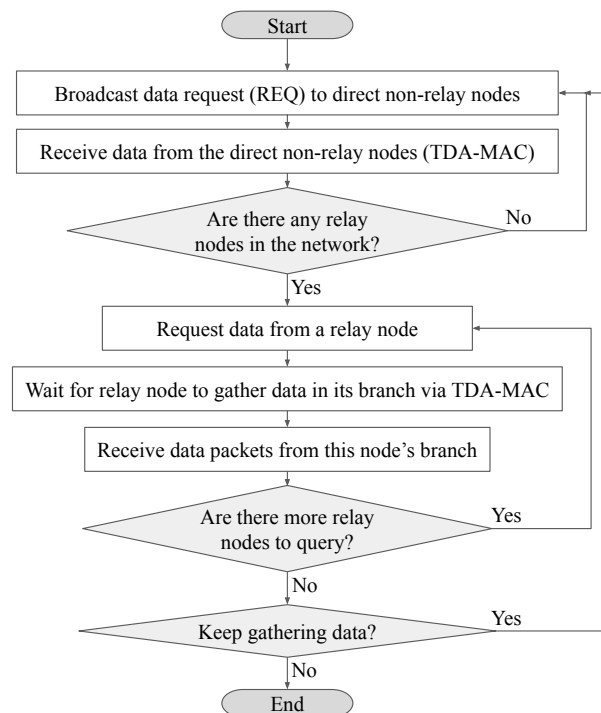 Start
Broadcast data request (REQ) to direct non-relay nodes
Receive data from the direct non-relay nodes (TDA-MAC)
Are there any relay
nodes in the network?
No
Yes
Request data from a relay node
Wait for relay node to gather data in its branch via TDA-MAC
Receive data packets from this node’s branch
Are there more relay
nodes to query?
Yes
No
Keep gathering data?
Yes
No
End